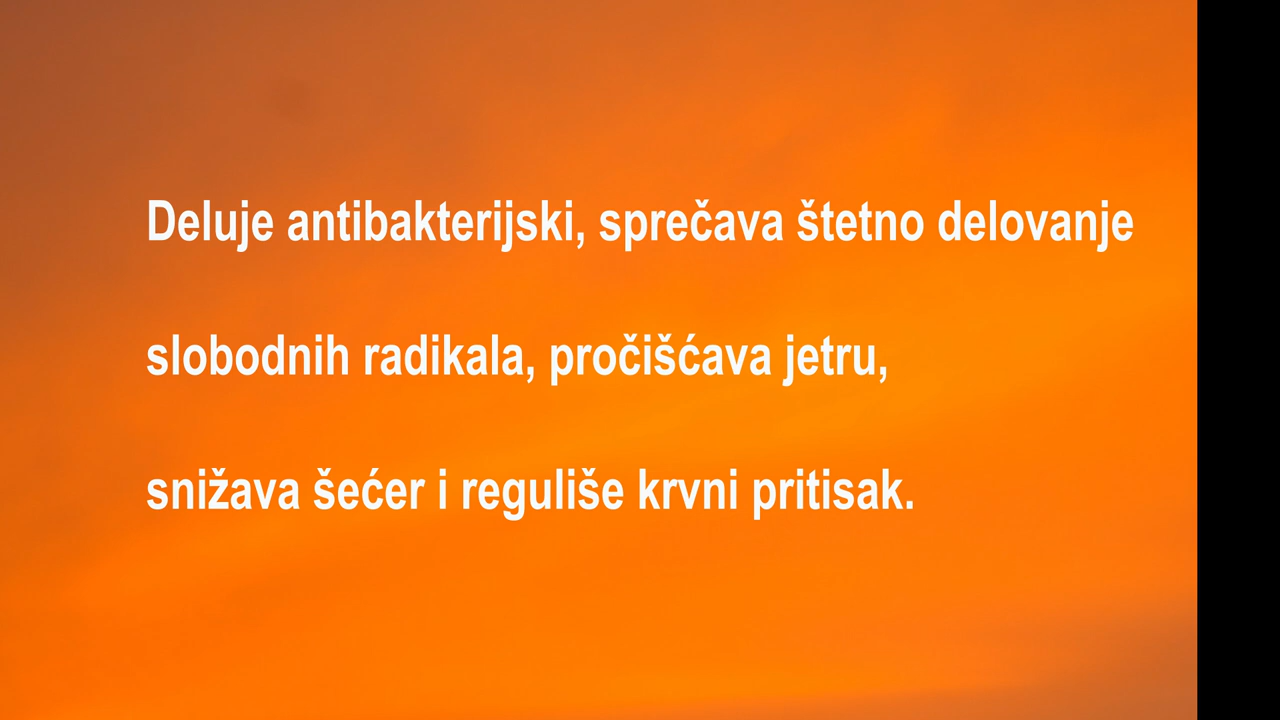 Deluje antibakterijski, sprečava štetno delovanje
slobodnih radikala, pročišćava jetru,
snižava šećer i reguliše krvni pritisak.